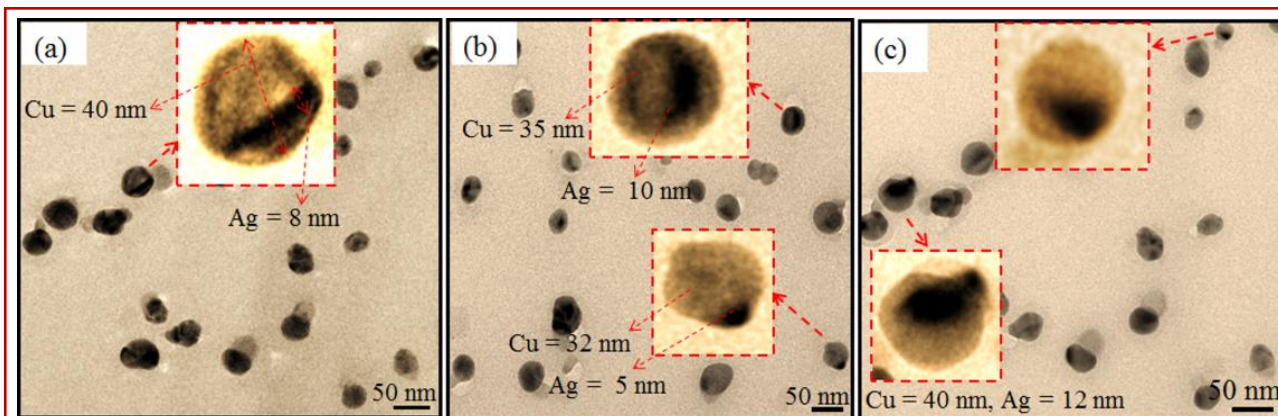 (a)
Cu = 40 nm
Ag = 8 nm
50 nm
(b)
Cu = 35 nm
Ag = 10 nm
Cu = 32 nm
Ag = 5 nm
50 nm
(c)
Cu = 40 nm, Ag = 12 nm
50 nm